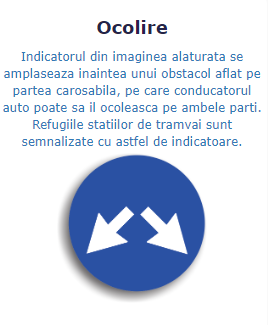 Ocolire
Indicatorul din imaginea alaturata se
amplaseaza inaintea unui obstacol aflat pe
partea carosabila, pe care conducatorul
auto poate sa il ocoleasca pe ambele parti.
Refugiile statiilor de tramvai sunt
semnalizate cu astfel de indicatoare.